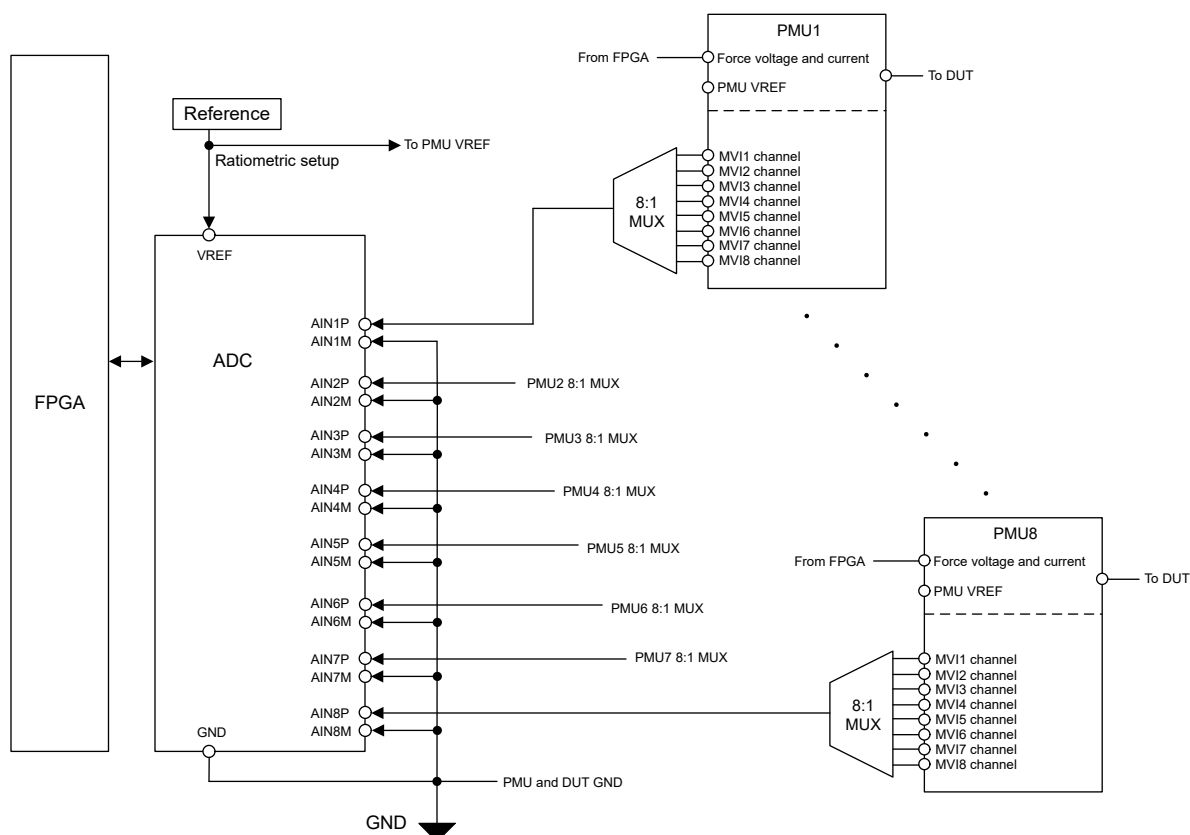 PMU1
From FPGA
Force voltage and current
To DUT
PMU VREF
Reference
To PMU VREF
Ratiometric setup
MVI1 channel
MVI2 channel
MVI3 channel
MVI4 channel
MVI5 channel
MVI6 channel
MVI7 channel
MVI8 channel
8:1
MUX
VREF
FPGA
ADC
AIN1P
AIN1M
AIN2P
PMU2 8:1 MUX
AIN2M
AIN3P
PMU3 8:1 MUX
AIN3M
AIN4P
PMU4 8:1 MUX
AIN4M
AIN5P
PMU5 8:1 MUX
AIN5M
AIN6P
PMU6 8:1 MUX
AIN6M
AIN7P
PMU7 8:1 MUX
AIN7M
AIN8P
AIN8M
GND
PMU and DUT GND
GND
PMU8
From FPGA
Force voltage and current
To DUT
PMU VREF
MVI1 channel
MVI2 channel
MVI3 channel
MVI4 channel
MVI5 channel
MVI6 channel
MVI7 channel
MVI8 channel
8:1
MUX